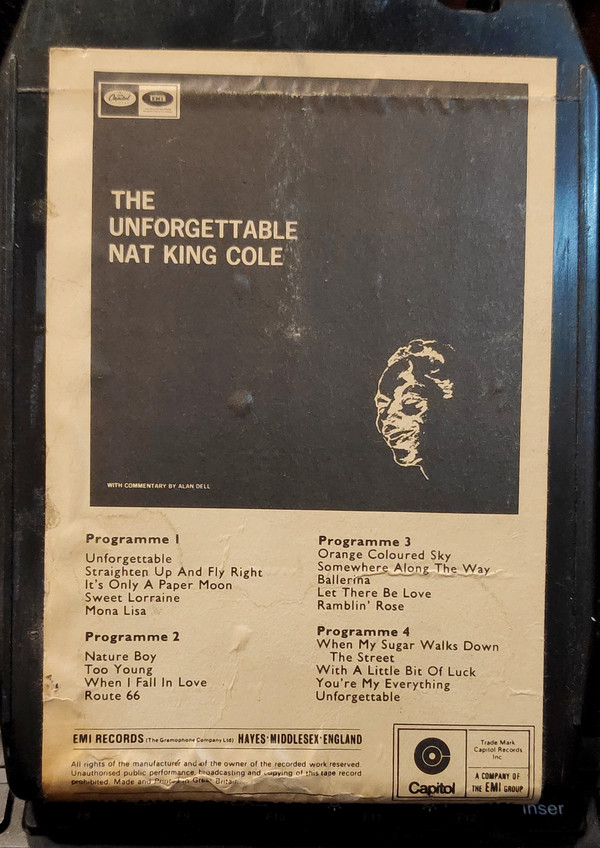 Capitol
EMI
THE
UNFORGETTABLE
NAT KING COLE
WITH COMMENTARY BY ALAN DELL
Programme 1
Unforgettable
Straighten Up And Fly Right
It's Only A Paper Moon
Sweet Lorraine
Mona Lisa
Programme 2
Nature Boy
Too Young
When I Fall In Love
Route 66
Programme 3
Orange Coloured Sky
Somewhere Along The Way
Ballerina
Let There Be Love
Ramblin' Rose
Programme 4
When My Sugar Walks Down
The Street
With A Little Bit Of Luck
You're My Everything
Unforgettable
EMI RECORDS (The Gramophone Company Ltd) HAYES·MIDDLESEX·ENGLAND
All rights of the manufacturer and of the owner of the recorded work reserved.
Unauthorised public performance, broadcasting and copying of this tape record
prohibited. Made and Printed in Great Britain
Capitol
Trade Mark
Capitol Records
Inc
A COMPANY OF
THE EMI GROUP
Inser